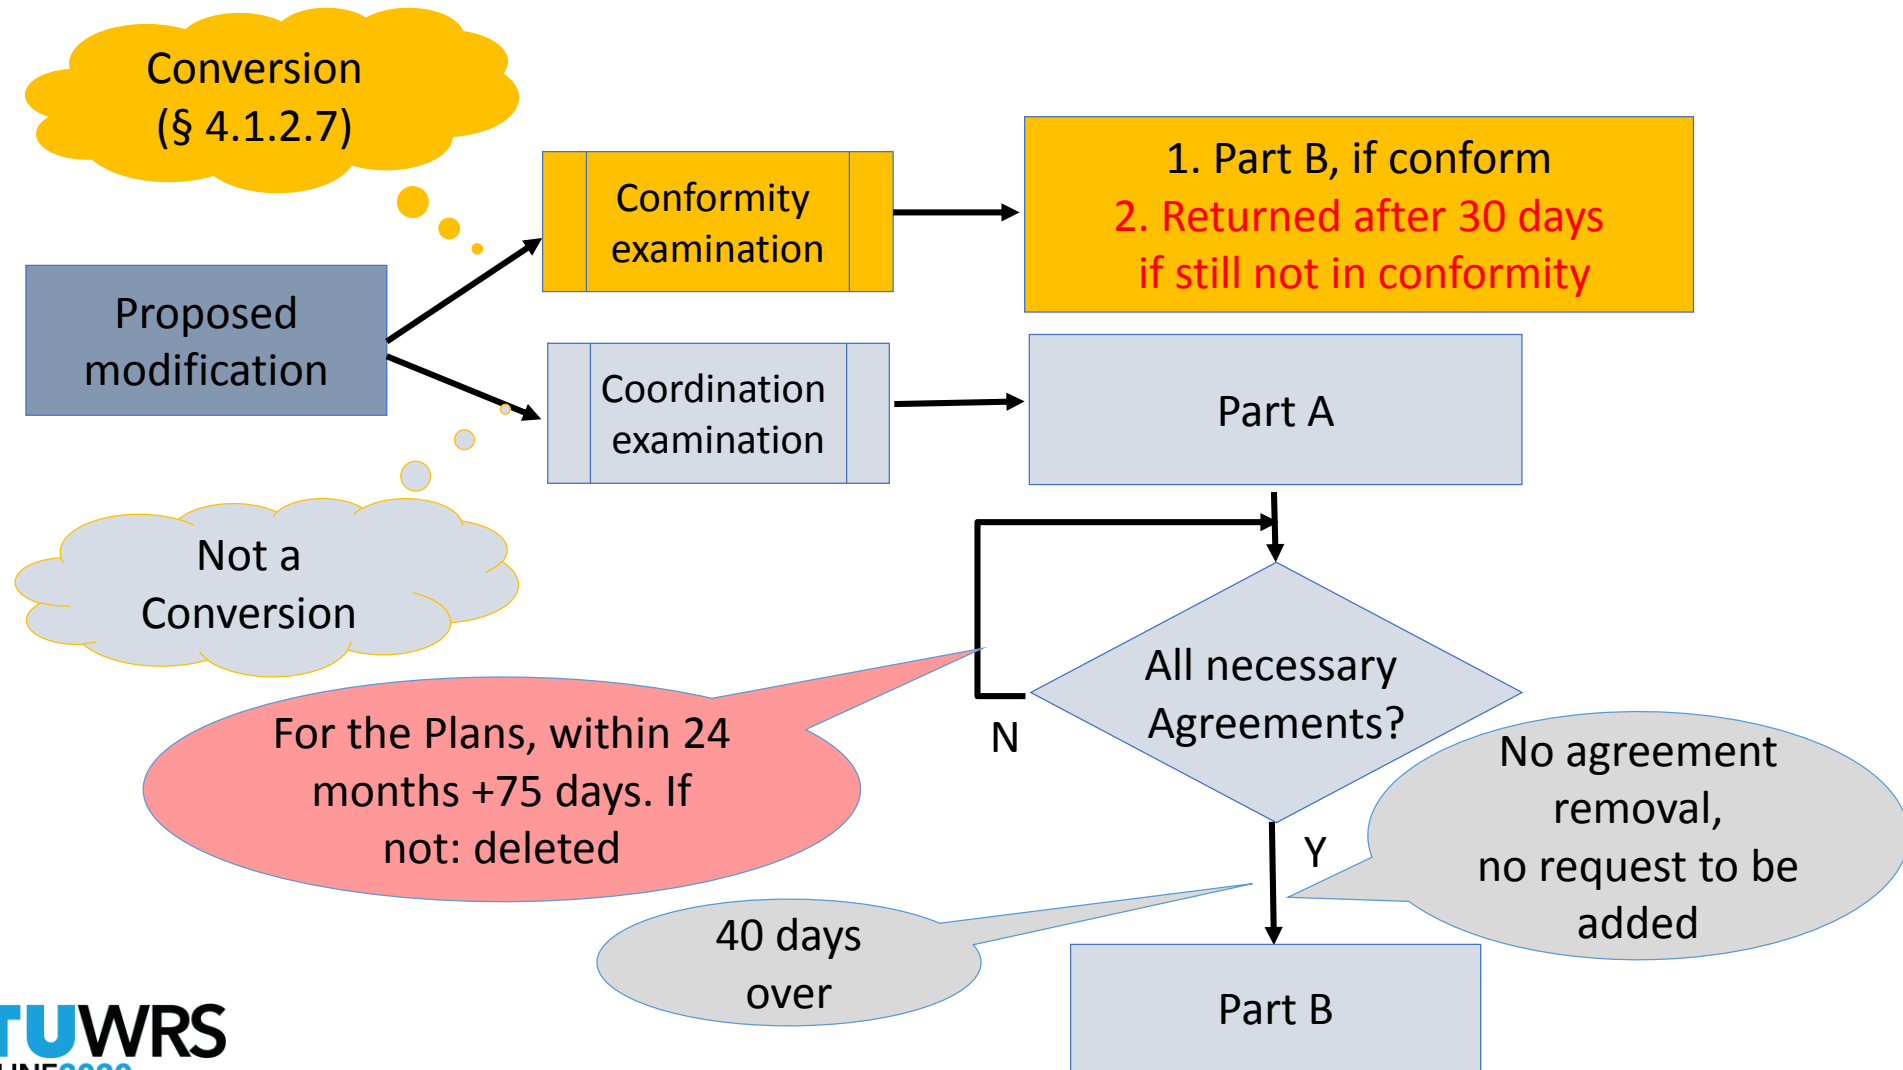 Conversion
(§ 4.1.2.7)
Conformity
examination
1. Part B, if conform
2. Returned after 30 days
if still not in conformity
Proposed
modification
Coordination
examination
Part A
Not a
Conversion
All necessary
Agreements?
N
For the Plans, within 24
months +75 days. If
not: deleted
No agreement
removal,
no request to be
added
Y
40 days
over
Part B
TUWRS